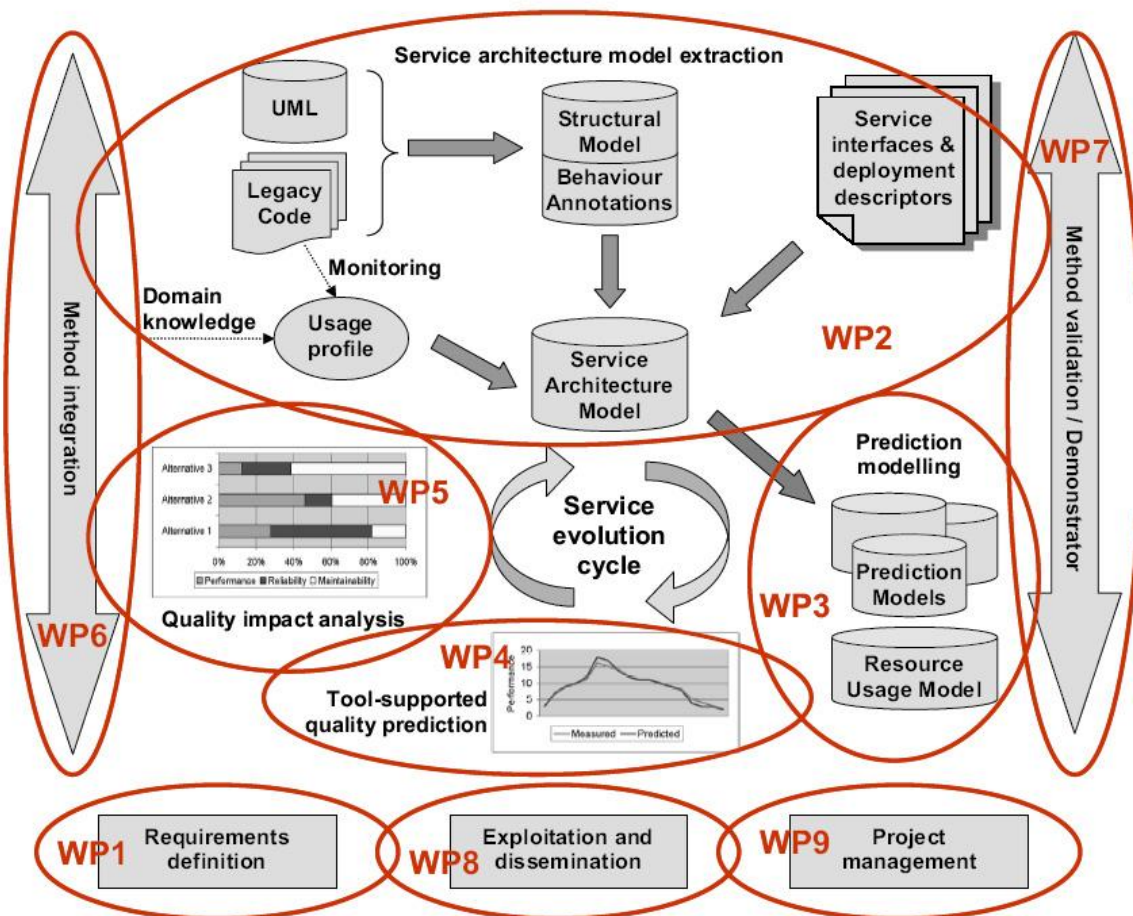 Service architecture model extraction
UML
Legacy
Code
Structural
Model
Behaviour
Annotations
Service
interfaces &
deployment
descriptors
WP7
Monitoring
Domain
knowledge
Usage
profile
Service
Architecture
Model
WP2
Method integration
WP6
Method validation / Demonstrator
Alternative 3
Alternative 2
Alternative 1
0% 20% 40% 60% 80% 100%
Performance Reliability Maintainability
WP5
Quality impact analysis
Service
evolution
cycle
Prediction
modelling
Prediction
Models
WP3
Resource
Usage Model
WP4
Tool-supported
quality prediction
Performance
20
15
10
5
0
Measured Predicted
WP1
Requirements
definition
WP8
Exploitation and
dissemination
WP9
Project
management